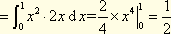 =∫₀¹ x²·2x dx = 2/4 × x⁴|₀¹ = 1/2